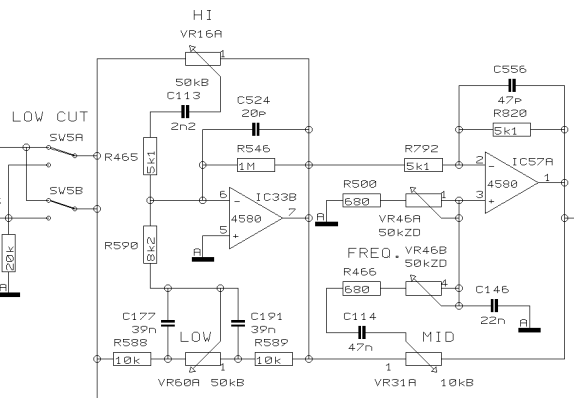 HI
VR16A
1
50kB
C113
2n2
C524
20p
C556
47p
R820
5k1
LOW CUT
SW5A
R465
5k1
R546
1M
R792
5k1
2
IC57A
4580
1
3
SW5B
6
IC33B
4580
7
5
R500
680
1
A
VR46A
50kZD
R590
8k2
A
20k
A
FREQ.
VR46B
50kZD
R466
680
4
C146
22n
A
C177
39n
LOW
C191
39n
C114
47n
MID
R588
10k
R589
10k
1
VR60A 50kB
1
VR31A 10kB